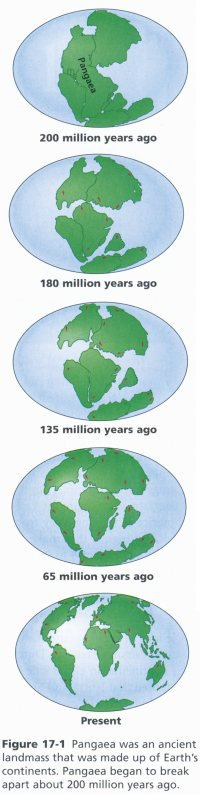 Pangaea
200 million years ago
180 million years ago
135 million years ago
65 million years ago
Present
Figure 17-1 Pangaea was an ancient
landmass that was made up of Earth's
continents. Pangaea began to break
apart about 200 million years ago.